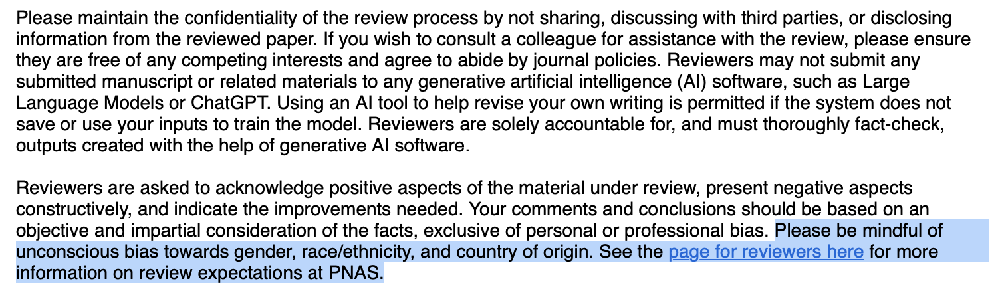 Please maintain the confidentiality of the review process by not sharing, discussing with third parties, or disclosing
information from the reviewed paper. If you wish to consult a colleague for assistance with the review, please ensure
they are free of any competing interests and agree to abide by journal policies. Reviewers may not submit any
submitted manuscript or related materials to any generative artificial intelligence (AI) software, such as Large
Language Models or ChatGPT. Using an AI tool to help revise your own writing is permitted if the system does not
save or use your inputs to train the model. Reviewers are solely accountable for, and must thoroughly fact-check,
outputs created with the help of generative AI software.

Reviewers are asked to acknowledge positive aspects of the material under review, present negative aspects
constructively, and indicate the improvements needed. Your comments and conclusions should be based on an
objective and impartial consideration of the facts, exclusive of personal or professional bias. Please be mindful of
unconscious bias towards gender, race/ethnicity, and country of origin. See the page for reviewers here for more
information on review expectations at PNAS.